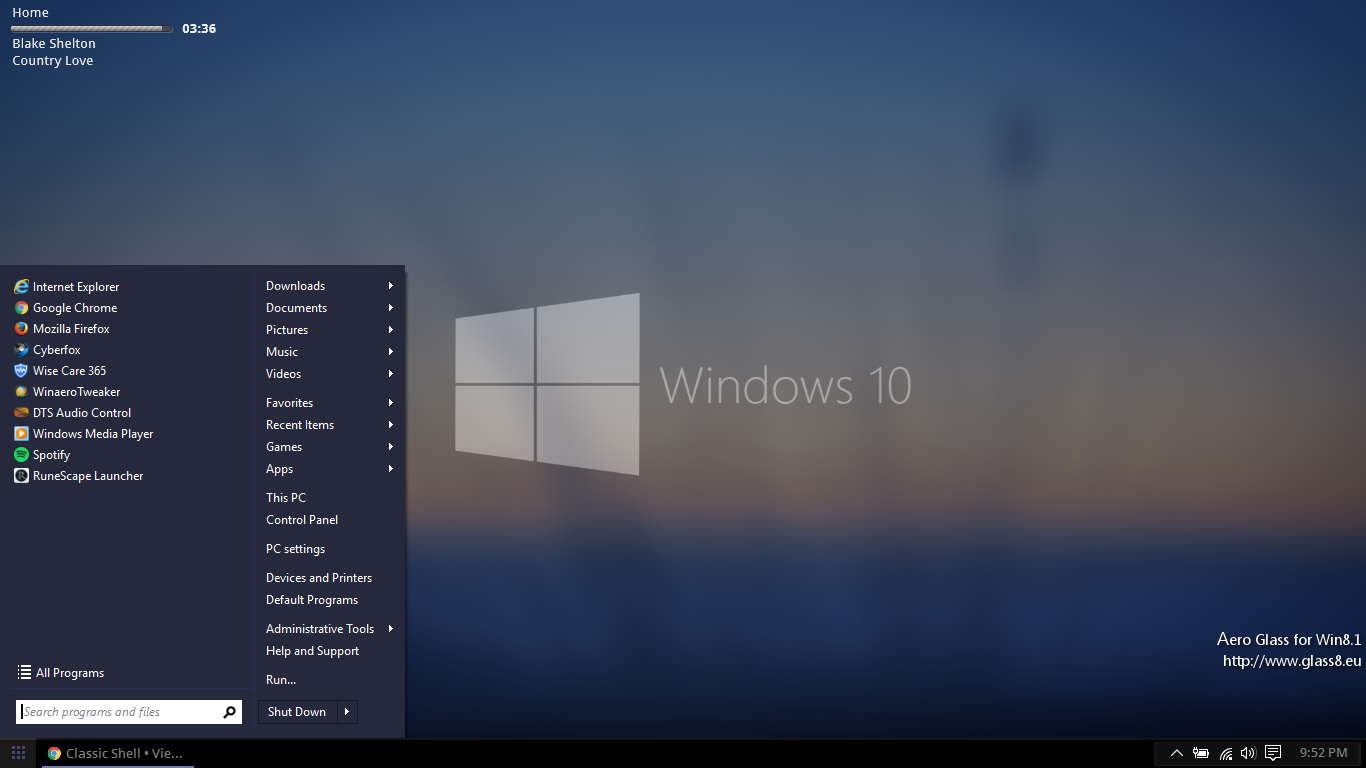 Home
03:36
Blake Shelton
Country Love
Internet Explorer
Google Chrome
Mozilla Firefox
Cyberfox
Wise Care 365
WinaeroTweaker
DTS Audio Control
Windows Media Player
Spotify
RuneScape Launcher
All Programs
Search programs and files
Downloads
Documents
Pictures
Music
Videos
Favorites
Recent Items
Games
Apps
This PC
Control Panel
PC settings
Devices and Printers
Default Programs
Administrative Tools
Help and Support
Run...
Shut Down
Windows 10
Aero Glass for Win8.1
http://www.glass8.eu
Classic Shell • Vie...
9:52 PM